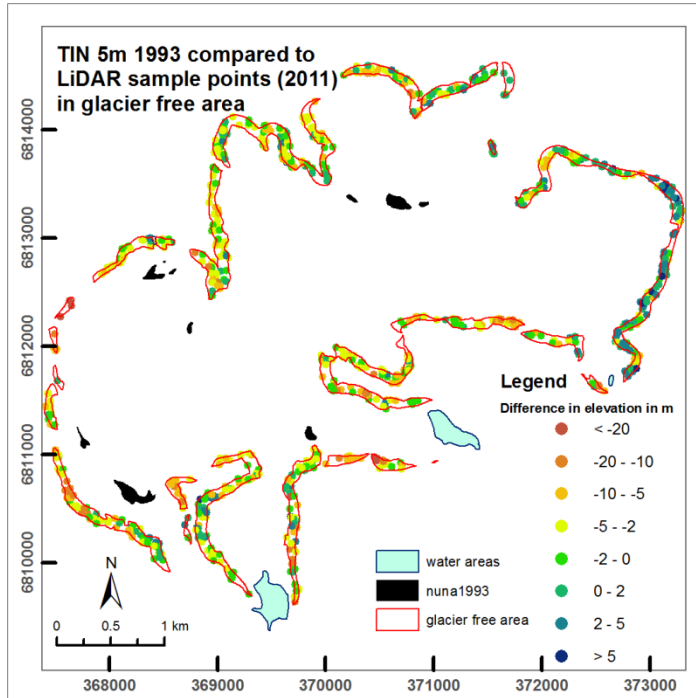 TIN 5m 1993 compared to
LiDAR sample points (2011)
in glacier free area
6814000
6813000
6812000
6811000
6810000
Legend
Difference in elevation in m
< -20
-20 - -10
-10 - -5
-5 - -2
-2 - 0
0 - 2
2 - 5
> 5
water areas
nuna1993
glacier free area
N
0 0.5 1 km
368000 369000 370000 371000 372000 373000